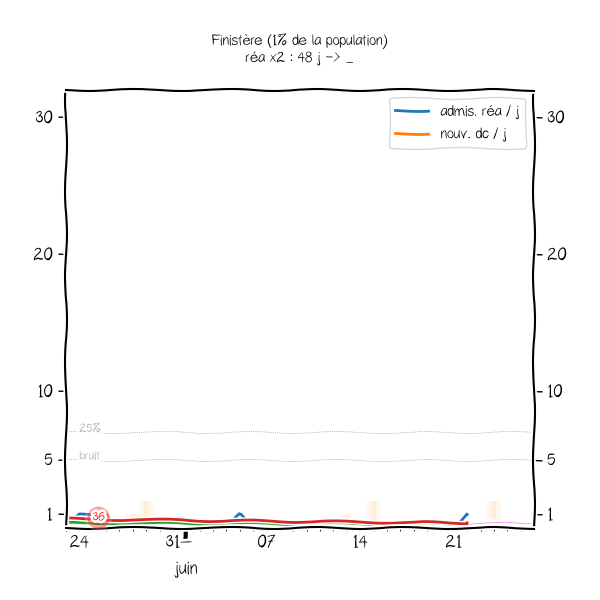 Finistère (1% de la population)
réa x2 : 48 j -> _
admis. réa / j
nouv. dc / j
30
30
20
20
10
10
25%
5
bruit
5
1
36
1
24
31
07
14
21
juin